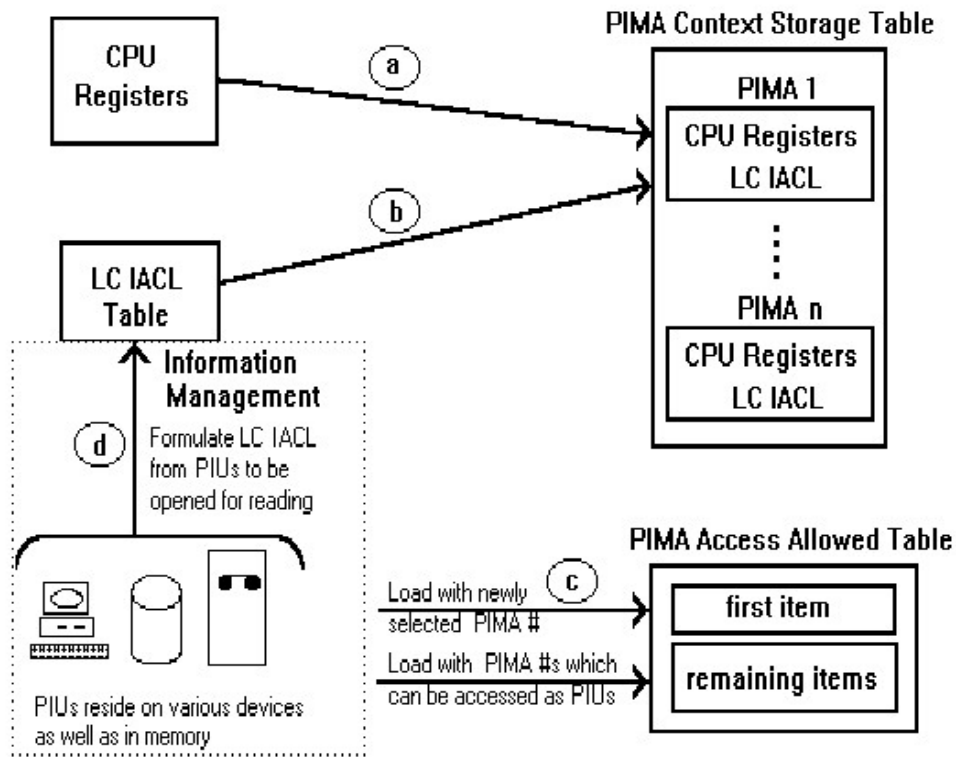 PIMA Context Storage Table
CPU
Registers
a
PIMA 1
CPU Registers
LC IACL
b
LC IACL
Table
PIMA n
CPU Registers
LC IACL
Information
Management
d
Formulate LC IACL
from PIUs to be
opened for reading
PIMA Access Allowed Table
c
Load with newly
selected PIMA #
first item
Load with PIMA #s which
can be accessed as PIUs
remaining items
PIUs reside on various devices
as well as in memory